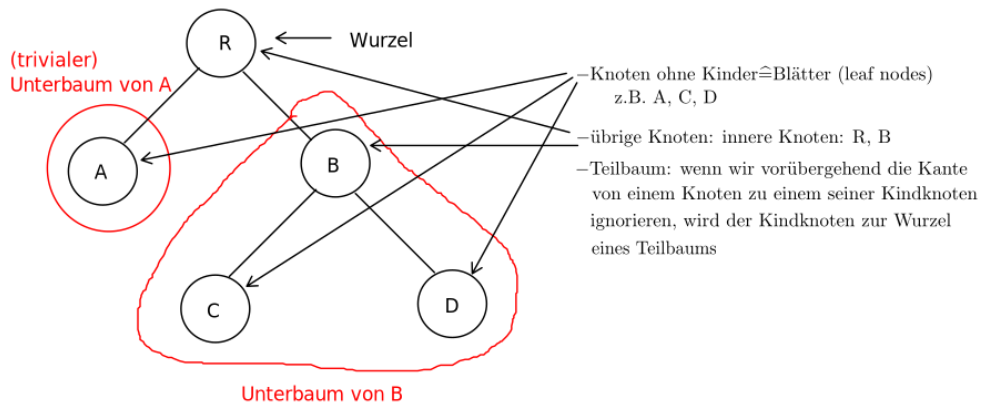 R
Wurzel
(trivialer)
Unterbaum von A
A
B
C
D
Unterbaum von B
−Knoten ohne Kinder≙Blätter (leaf nodes)
z.B. A, C, D
−übrige Knoten: innere Knoten: R, B
−Teilbaum: wenn wir vorübergehend die Kante
von einem Knoten zu einem seiner Kindknoten
ignorieren, wird der Kindknoten zur Wurzel
eines Teilbaums